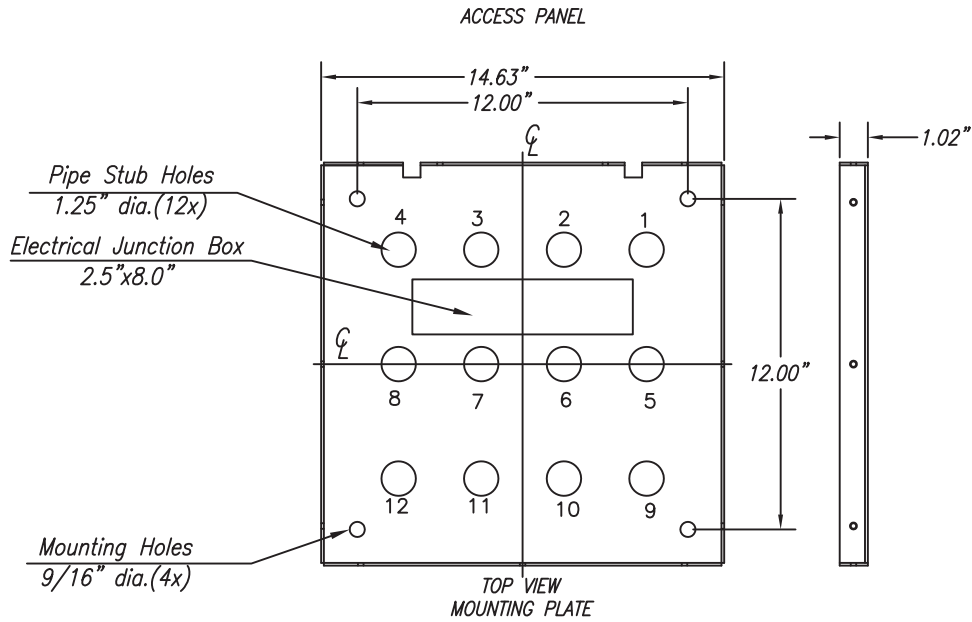 ACCESS PANEL
14.63"
12.00"
℄
1.02"
Pipe Stub Holes
1.25" dia.(12x)
4 3 2 1
Electrical Junction Box
2.5"x8.0"
℄
12.00"
8 7 6 5
12 11 10 9
Mounting Holes
9/16" dia.(4x)
TOP VIEW
MOUNTING PLATE